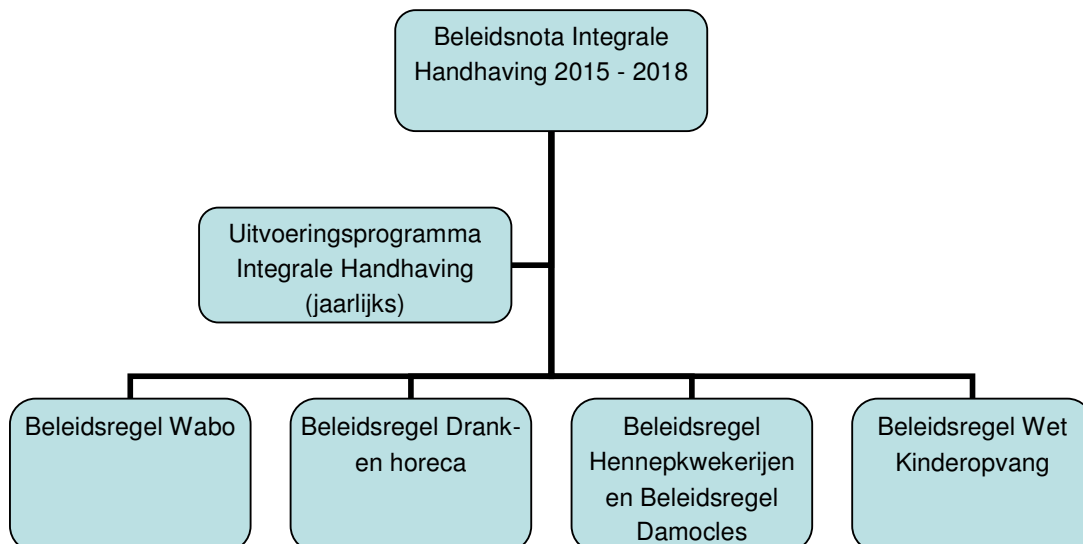 Beleidsnota Integrale
Handhaving 2015 - 2018
Uitvoeringsprogramma
Integrale Handhaving
(jaarlijks)
Beleidsregel Wabo
Beleidsregel Drank-
en horeca
Beleidsregel
Hennepkwekerijen
en Beleidsregel
Damocles
Beleidsregel Wet
Kinderopvang